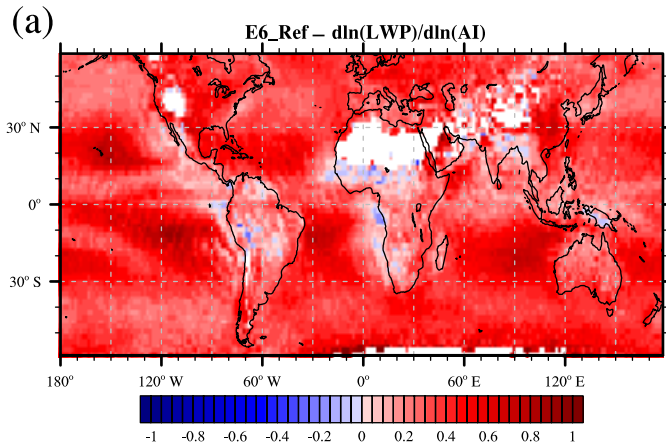 (a)
E6_Ref – dln(LWP)/dln(AI)
30° N
0°
30° S
180° 120° W 60° W 0° 60° E 120° E
-1 -0.8 -0.6 -0.4 -0.2 0 0.2 0.4 0.6 0.8 1